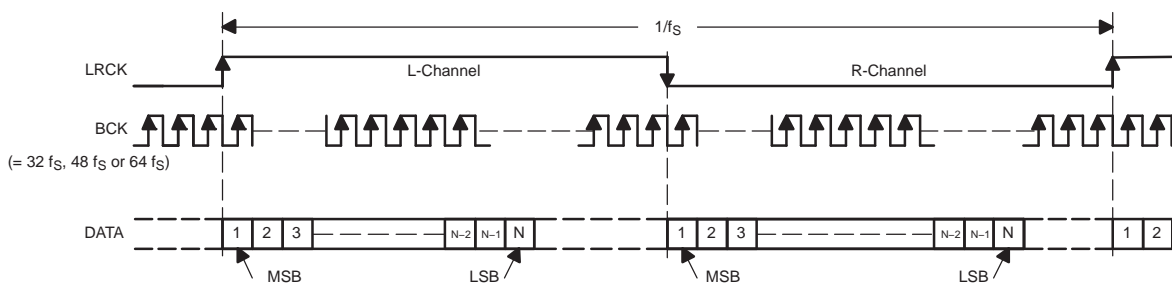 1/fS
LRCK
L-Channel
R-Channel
BCK
(= 32 fS, 48 fS or 64 fS)
DATA
1 2 3 N–2 N–1 N 1 2 3 N–2 N–1 N 1 2
MSB LSB MSB LSB